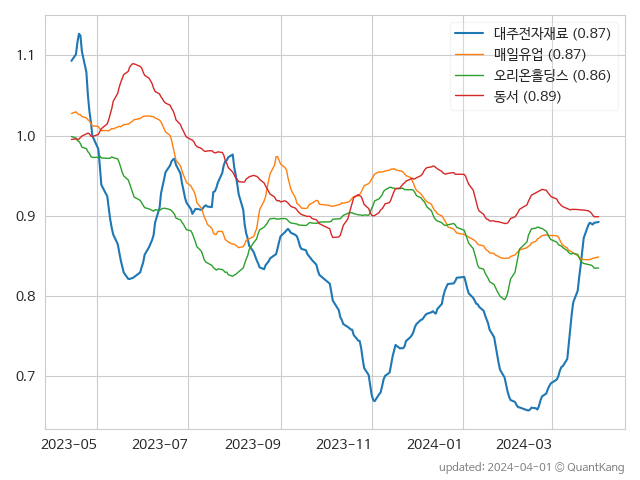 대주전자재료 (0.87)
매일유업 (0.87)
오리온홀딩스 (0.86)
동서 (0.89)
1.1
1.0
0.9
0.8
0.7
2023-05 2023-07 2023-09 2023-11 2024-01 2024-03
updated: 2024-04-01 © QuantKang